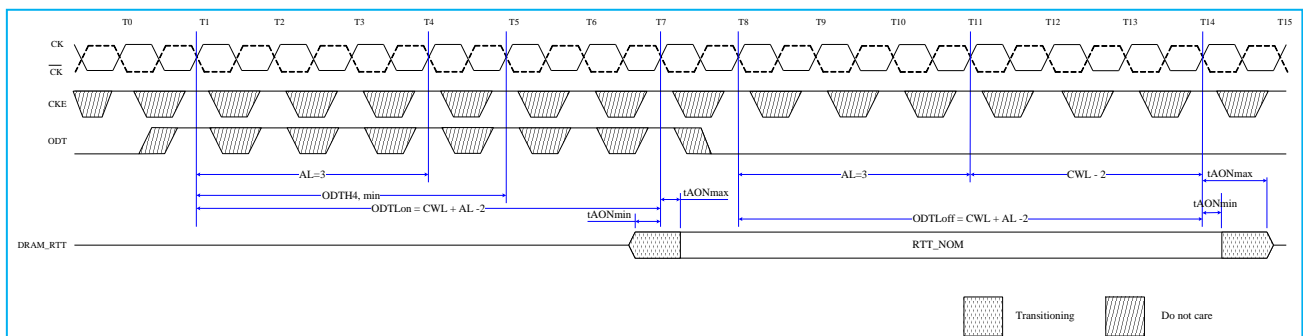 T0 T1 T2 T3 T4 T5 T6 T7 T8 T9 T10 T11 T12 T13 T14 T15
CK
CK
CKE
ODT
AL=3
AL=3
CWL - 2
tAONmax
ODTH4, min
tAONmax
ODTLon = CWL + AL -2
tAONmin
tAONmin
ODTLoff = CWL + AL -2
DRAM_RTT
RTT_NOM
Transitioning
Do not care